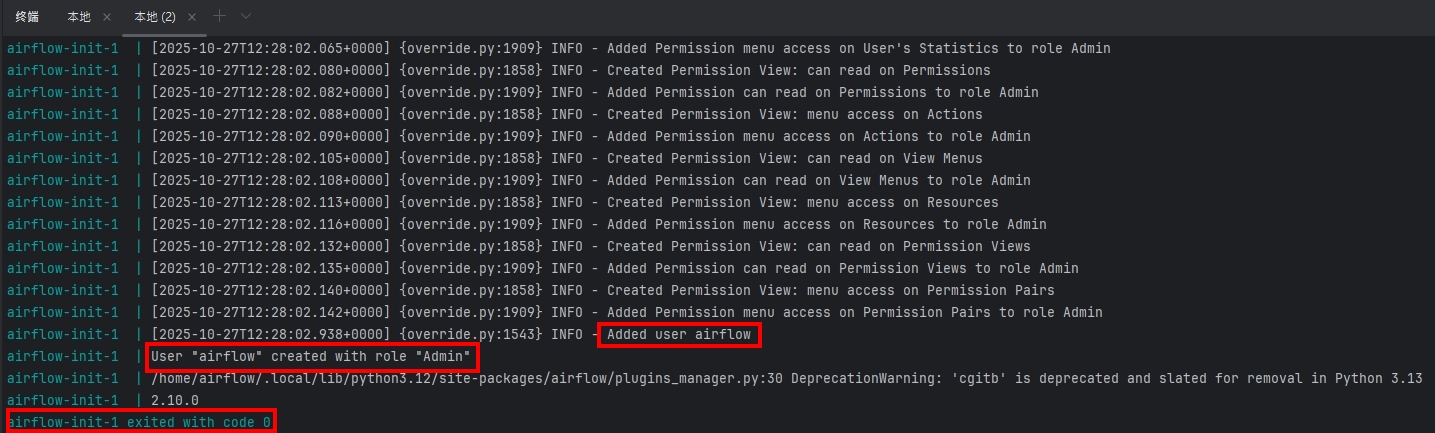 终端 本地 × 本地 (2) ×
airflow-init-1 | [2025-10-27T12:28:02.065+0000] {override.py:1909} INFO - Added Permission menu access on User's Statistics to role Admin
airflow-init-1 | [2025-10-27T12:28:02.080+0000] {override.py:1858} INFO - Created Permission View: can read on Permissions
airflow-init-1 | [2025-10-27T12:28:02.082+0000] {override.py:1909} INFO - Added Permission can read on Permissions to role Admin
airflow-init-1 | [2025-10-27T12:28:02.088+0000] {override.py:1858} INFO - Created Permission View: menu access on Actions
airflow-init-1 | [2025-10-27T12:28:02.090+0000] {override.py:1909} INFO - Added Permission menu access on Actions to role Admin
airflow-init-1 | [2025-10-27T12:28:02.105+0000] {override.py:1858} INFO - Created Permission View: can read on View Menus
airflow-init-1 | [2025-10-27T12:28:02.108+0000] {override.py:1909} INFO - Added Permission can read on View Menus to role Admin
airflow-init-1 | [2025-10-27T12:28:02.113+0000] {override.py:1858} INFO - Created Permission View: menu access on Resources
airflow-init-1 | [2025-10-27T12:28:02.116+0000] {override.py:1909} INFO - Added Permission menu access on Resources to role Admin
airflow-init-1 | [2025-10-27T12:28:02.132+0000] {override.py:1858} INFO - Created Permission View: can read on Permission Views
airflow-init-1 | [2025-10-27T12:28:02.135+0000] {override.py:1909} INFO - Added Permission can read on Permission Views to role Admin
airflow-init-1 | [2025-10-27T12:28:02.140+0000] {override.py:1858} INFO - Created Permission View: menu access on Permission Pairs
airflow-init-1 | [2025-10-27T12:28:02.142+0000] {override.py:1909} INFO - Added Permission menu access on Permission Pairs to role Admin
airflow-init-1 | [2025-10-27T12:28:02.938+0000] {override.py:1543} INFO - Added user airflow
airflow-init-1 | User "airflow" created with role "Admin"
airflow-init-1 | /home/airflow/.local/lib/python3.12/site-packages/airflow/plugins_manager.py:30 DeprecationWarning: 'cgitb' is deprecated and slated for removal in Python 3.13
airflow-init-1 | 2.10.0
airflow-init-1 exited with code 0